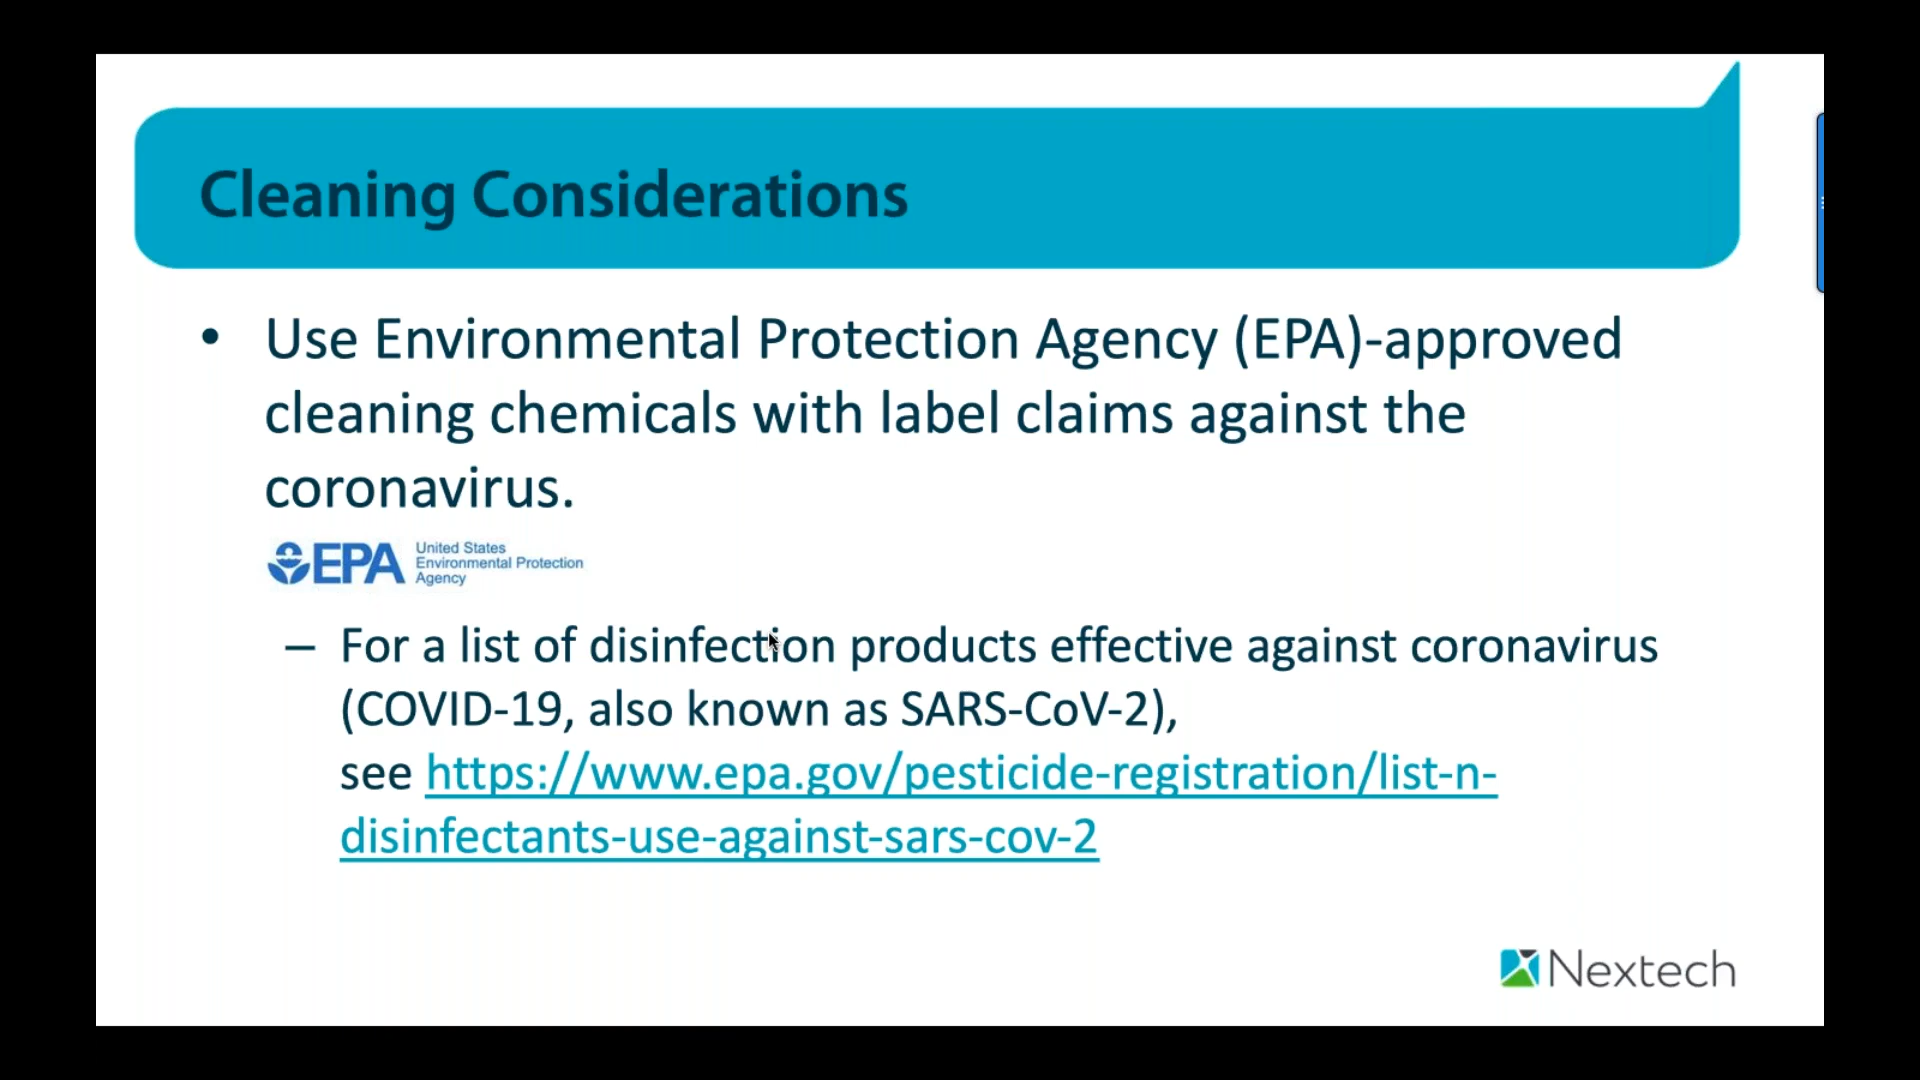 Cleaning Considerations
• Use Environmental Protection Agency (EPA)-approved
cleaning chemicals with label claims against the
coronavirus.
EPA United States
Environmental Protection
Agency
– For a list of disinfection products effective against coronavirus
(COVID-19, also known as SARS-CoV-2),
see https://www.epa.gov/pesticide-registration/list-n-
disinfectants-use-against-sars-cov-2
Nextech